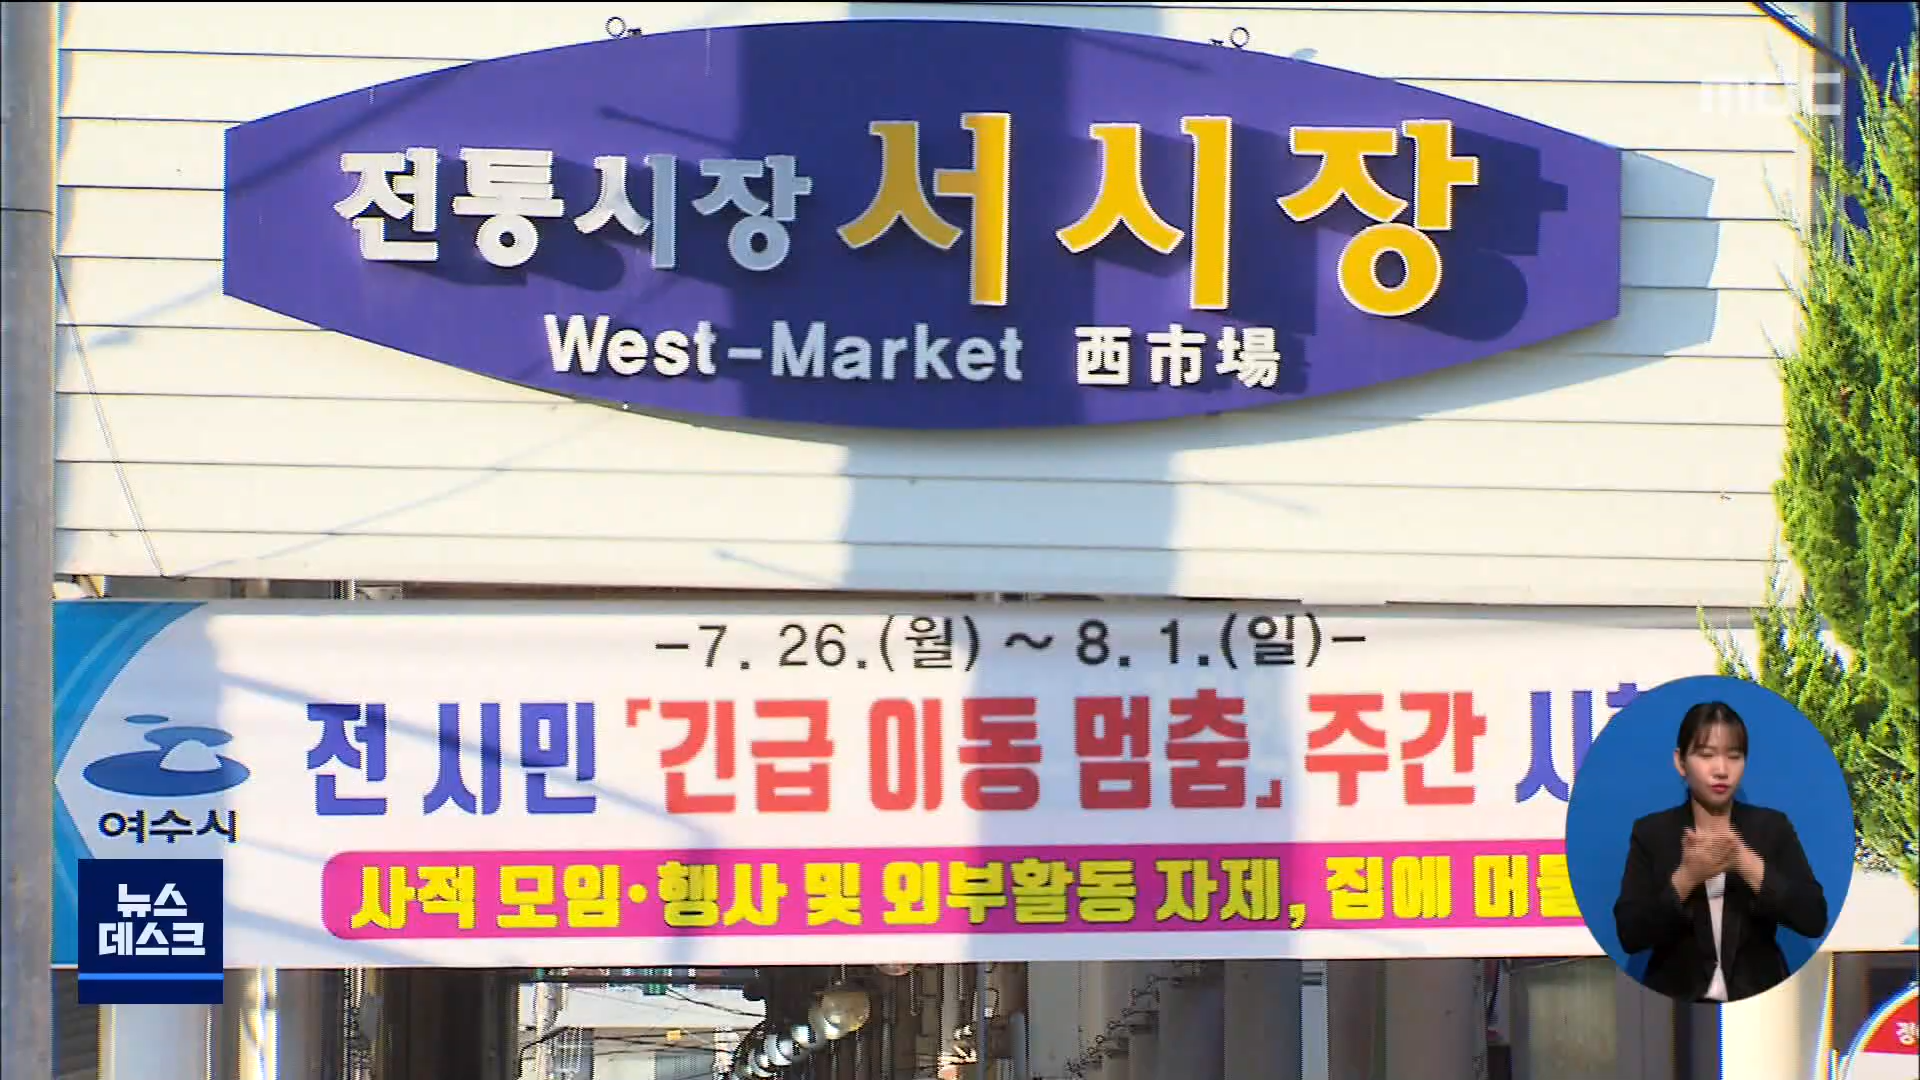 mbc
전통시장 서시장
West-Market 西市場
-7. 26.(월) ~ 8. 1.(일)-
전 시민 「긴급 이동 멈춤」 주간
여수시
사적 모임·행사 및 외부활동 자제, 집에
뉴스
데스크